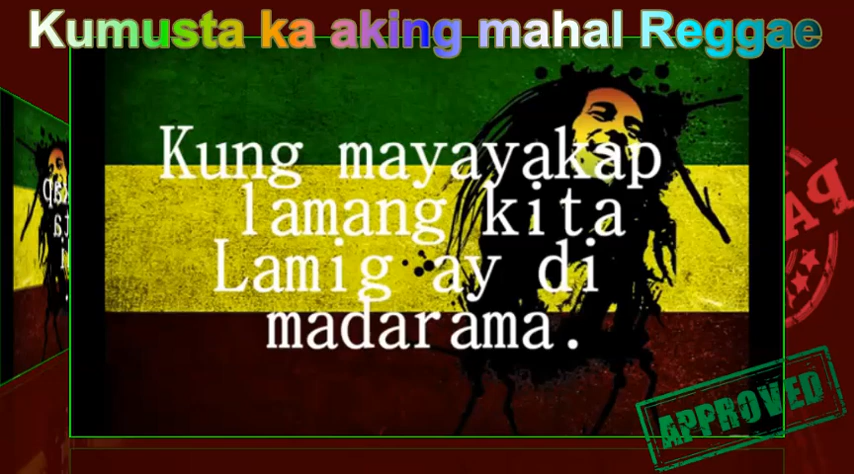 Kumusta ka aking mahal Reggae
Kung mayayakap
lamang kita
Lamig ay di
madarama.
APPROVED